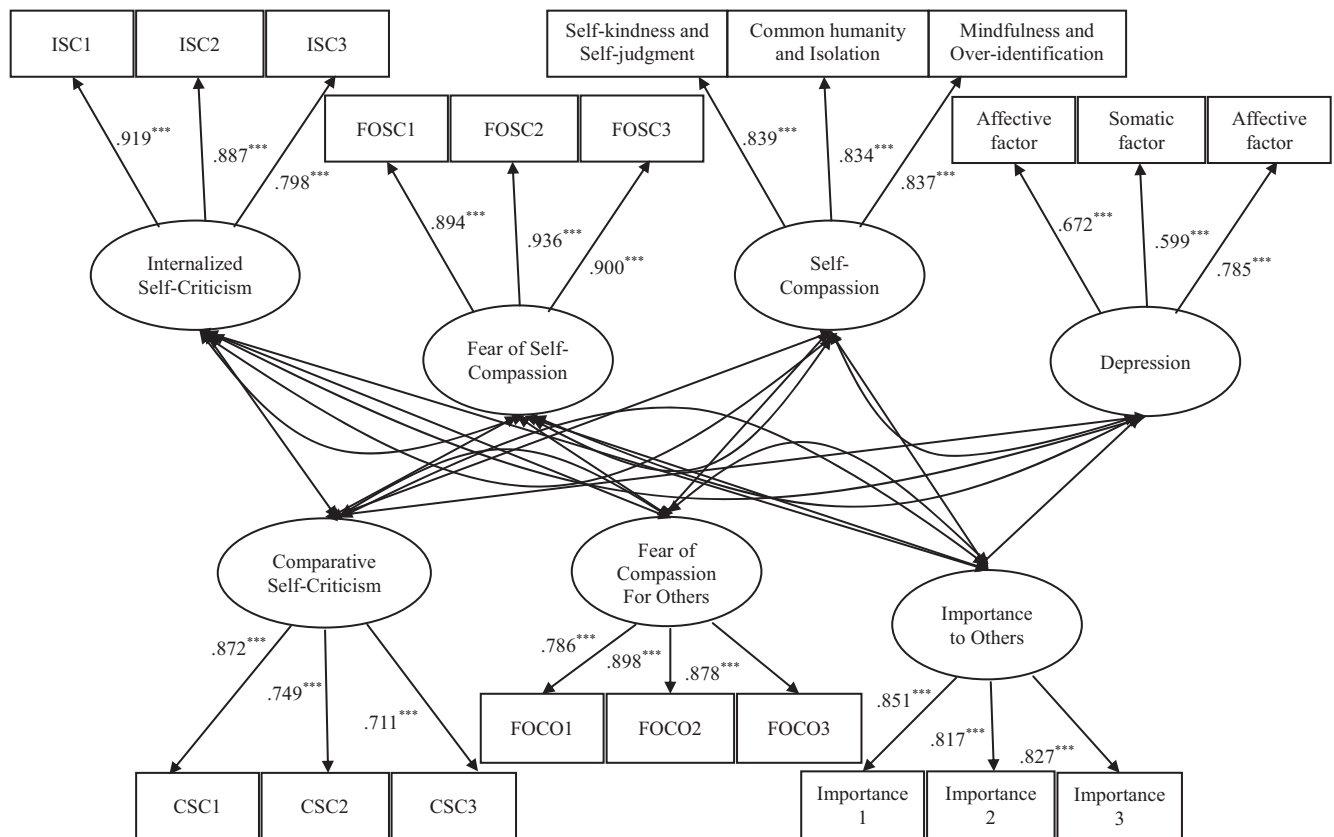 ISC1
ISC2
ISC3
Self-kindness and
Self-judgment
Common humanity
and Isolation
Mindfulness and
Over-identification
FOSC1
FOSC2
FOSC3
Affective
factor
Somatic
factor
Affective
factor
.919***
.887***
.798***
.894***
.936***
.900***
.839***
.834***
.837***
.672***
.599***
.785***
Internalized
Self-Criticism
Fear of Self-
Compassion
Self-
Compassion
Depression
Comparative
Self-Criticism
Fear of
Compassion
For Others
Importance
to Others
.872***
.749***
.711***
.786***
.898***
.878***
.851***
.817***
.827***
FOCO1
FOCO2
FOCO3
CSC1
CSC2
CSC3
Importance
1
Importance
2
Importance
3